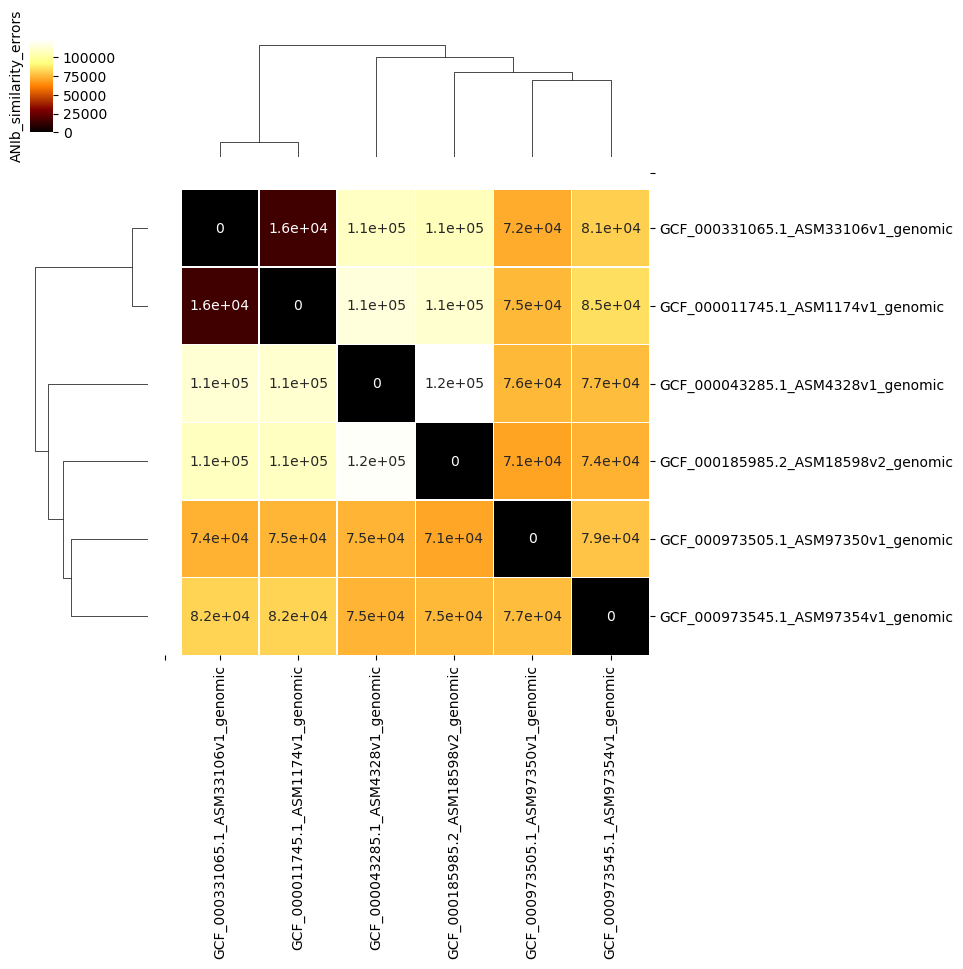 ANIb_similarity_errors
100000
75000
50000
25000
0
0 1.6e+04 1.1e+05 1.1e+05 7.2e+04 8.1e+04 GCF_000331065.1_ASM33106v1_genomic
1.6e+04 0 1.1e+05 1.1e+05 7.5e+04 8.5e+04 GCF_000011745.1_ASM1174v1_genomic
1.1e+05 1.1e+05 0 1.2e+05 7.6e+04 7.7e+04 GCF_000043285.1_ASM4328v1_genomic
1.1e+05 1.1e+05 1.2e+05 0 7.1e+04 7.4e+04 GCF_000185985.2_ASM18598v2_genomic
7.4e+04 7.5e+04 7.5e+04 7.1e+04 0 7.9e+04 GCF_000973505.1_ASM97350v1_genomic
8.2e+04 8.2e+04 7.5e+04 7.5e+04 7.7e+04 0 GCF_000973545.1_ASM97354v1_genomic
GCF_000331065.1_ASM33106v1_genomic
GCF_000011745.1_ASM1174v1_genomic
GCF_000043285.1_ASM4328v1_genomic
GCF_000185985.2_ASM18598v2_genomic
GCF_000973505.1_ASM97350v1_genomic
GCF_000973545.1_ASM97354v1_genomic